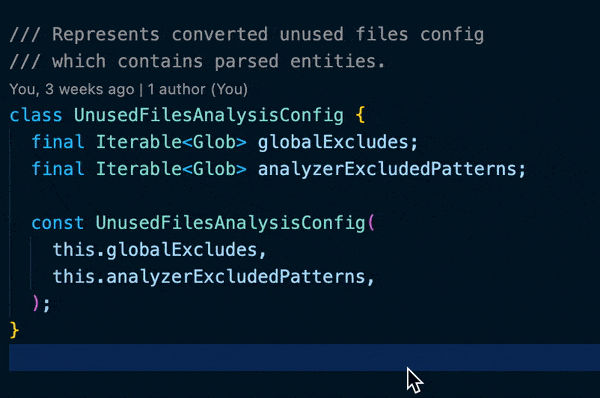 /// Represents converted unused files config
/// which contains parsed entities.
You, 3 weeks ago | 1 author (You)
class UnusedFilesAnalysisConfig {
  final Iterable<Glob> globalExcludes;
  final Iterable<Glob> analyzerExcludedPatterns;

  const UnusedFilesAnalysisConfig(
    this.globalExcludes,
    this.analyzerExcludedPatterns,
  );
}